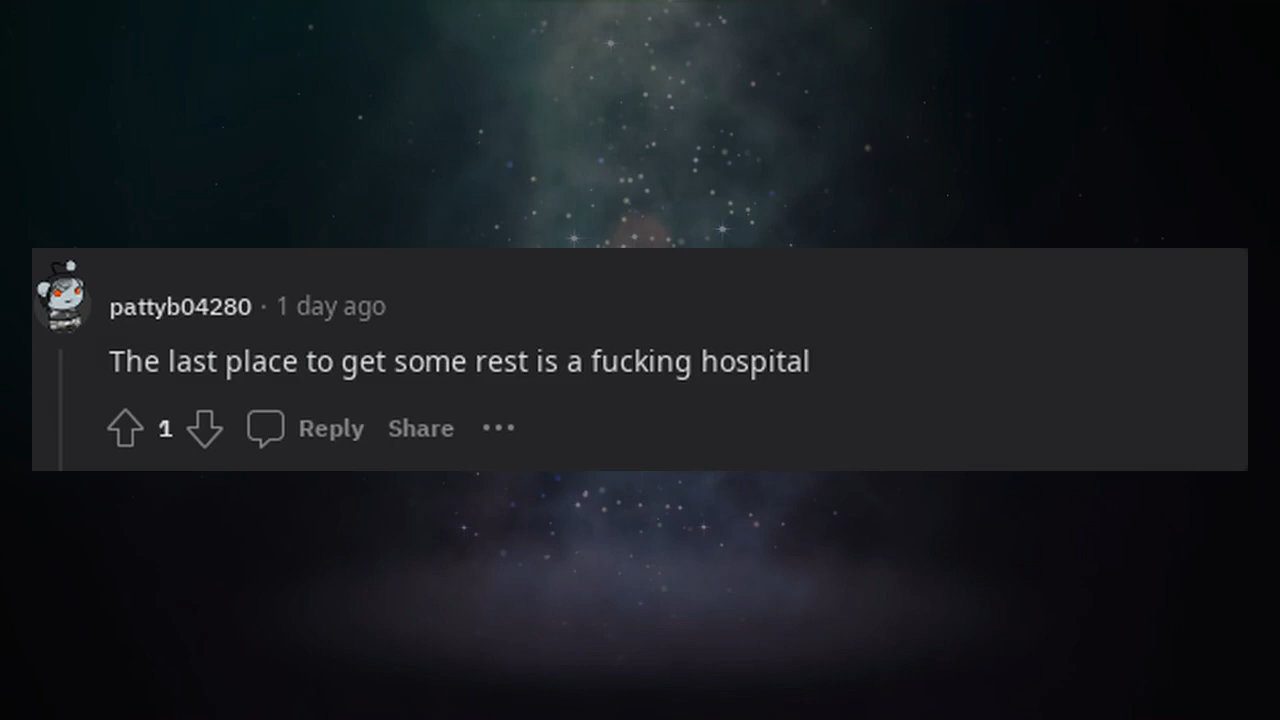 pattyb04280 · 1 day ago
The last place to get some rest is a fucking hospital
1 Reply Share •••